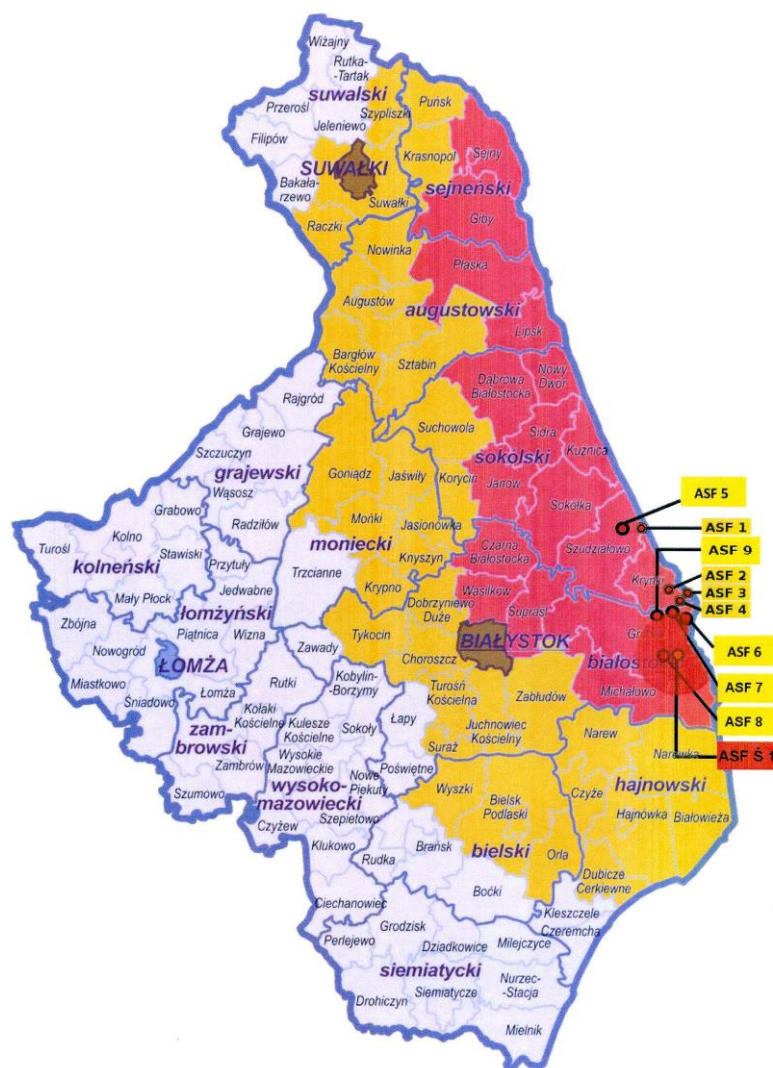 Wiżajny
Rutka-
-Tartak
suwalski
Przerośl
Szypliszki
Puńsk
Filipów
Jeleniewo
Krasnopol
Sejny
SUWAŁKI
Bakała-
rzewo
Suwałki
sejneński
Giby
Raczki
Nowinka
Płaska
Augustów
augustowski
Lipsk
Bargłów
Kościelny
Sztabin
Nowy
Dwór
Dąbrowa
Białostocka
Rajgród
Suchowola
Sidra
Kuźnica
Grajewo
sokólski
Szczuczyn
grajewski
Goniądz
Jaświły
Korycin
Janów
Wąsosz
Sokółka
ASF 5
Grabowo
Radziłów
Mońki
Jasionówka
ASF 1
Kolno
Turośl
Stawiski
moniecki
Szudziałowo
Czarna
Białostocka
ASF 9
kolneński
Przytuły
Knyszyn
Trzcianne
Krynki
ASF 2
Mały Płock
Jedwabne
Krypno
Wasilków
ASF 3
łomżyński
Dobrzyniewo
Duże
Supraśl
ASF 4
Zbójna
Piątnica
Wizna
Tykocin
Nowogród
Zawady
BIAŁYSTOK
ASF 6
ŁOMŻA
Choroszcz
Miastkowo
Kobylin-
-Borzymy
Śniadowo
Łomża
Rutki
Turośń
Kościelna
Zabłudów
Michałowo
ASF 7
Kołaki
Kościelne
Kulesze
Kościelne
Sokoły
Łapy
Juchnowiec
Kościelny
zam-
browski
Narew
ASF 8
Wysokie
Mazowieckie
Suraż
Zambrów
Nowe
Piekuty
Poświętne
Narewka
ASF Ś 1
wysoko-
mazowiecki
Wyszki
Szumowo
Czyże
hajnowski
Bielsk
Podlaski
Szepietowo
Hajnówka
Białowieża
Czyżew
Klukowo
Brańsk
bielski
Orla
Rudka
Dubicze
Cerkiewne
Boćki
Kleszczele
Ciechanowiec
Grodzisk
Czeremcha
Perlejewo
Dziadkowice
Milejczyce
siemiatycki
Nurzec-
-Stacja
Drohiczyn
Siemiatycze
Mielnik